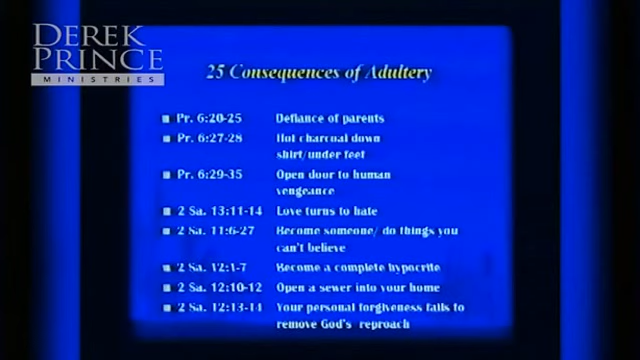 DEREK
PRINCE
MINISTRIES
25 Consequences of Adultery
Pr. 6:20-25 Defiance of parents
Pr. 6:27-28 Hot charcoal down
shirt/under feet
Pr. 6:29-35 Open door to human
vengeance
2 Sa. 13:11-14 Love turns to hate
2 Sa. 11:6-27 Become someone/ do things you
can't believe
2 Sa. 12:1-7 Become a complete hypocrite
2 Sa. 12:10-12 Open a sewer into your home
2 Sa. 12:13-14 Your personal forgiveness fails to
remove God's reproach